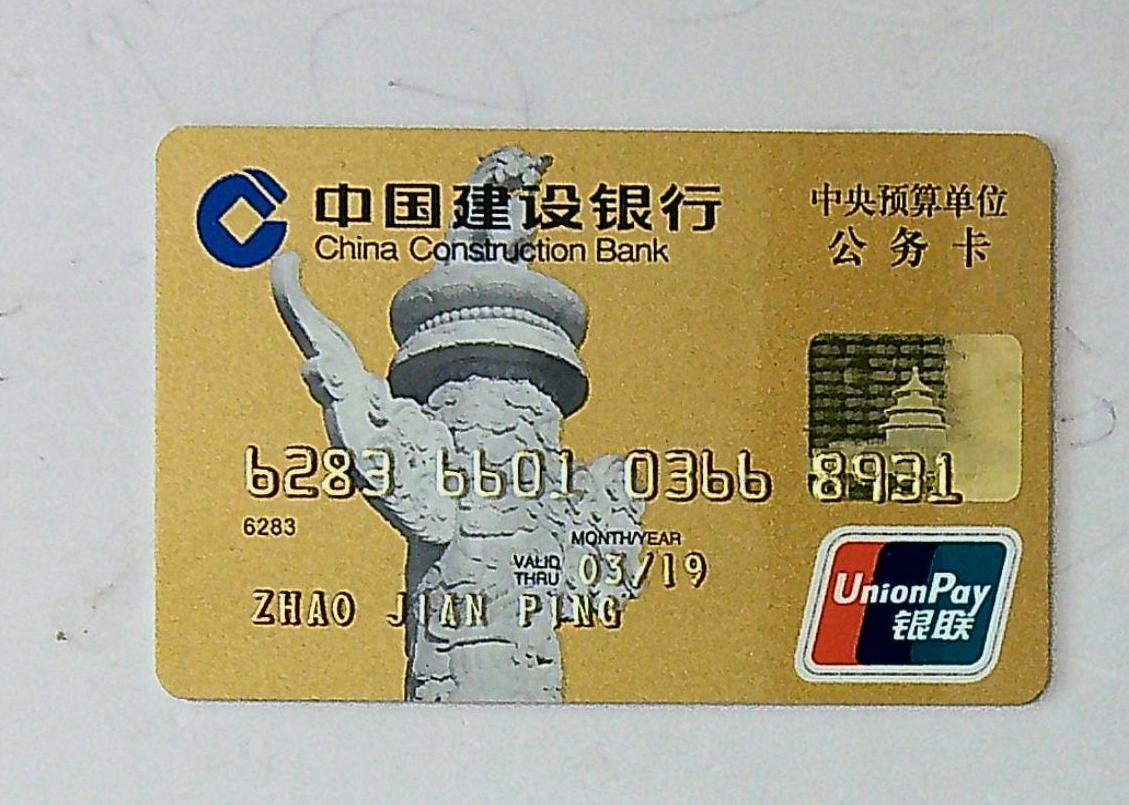 中国建设银行
China Construction Bank
中央预算单位
公务卡
6283 6601 0366 8931
6283
MONTH/YEAR
VALID
THRU 03/19
ZHAO JIAN PING
UnionPay
银联